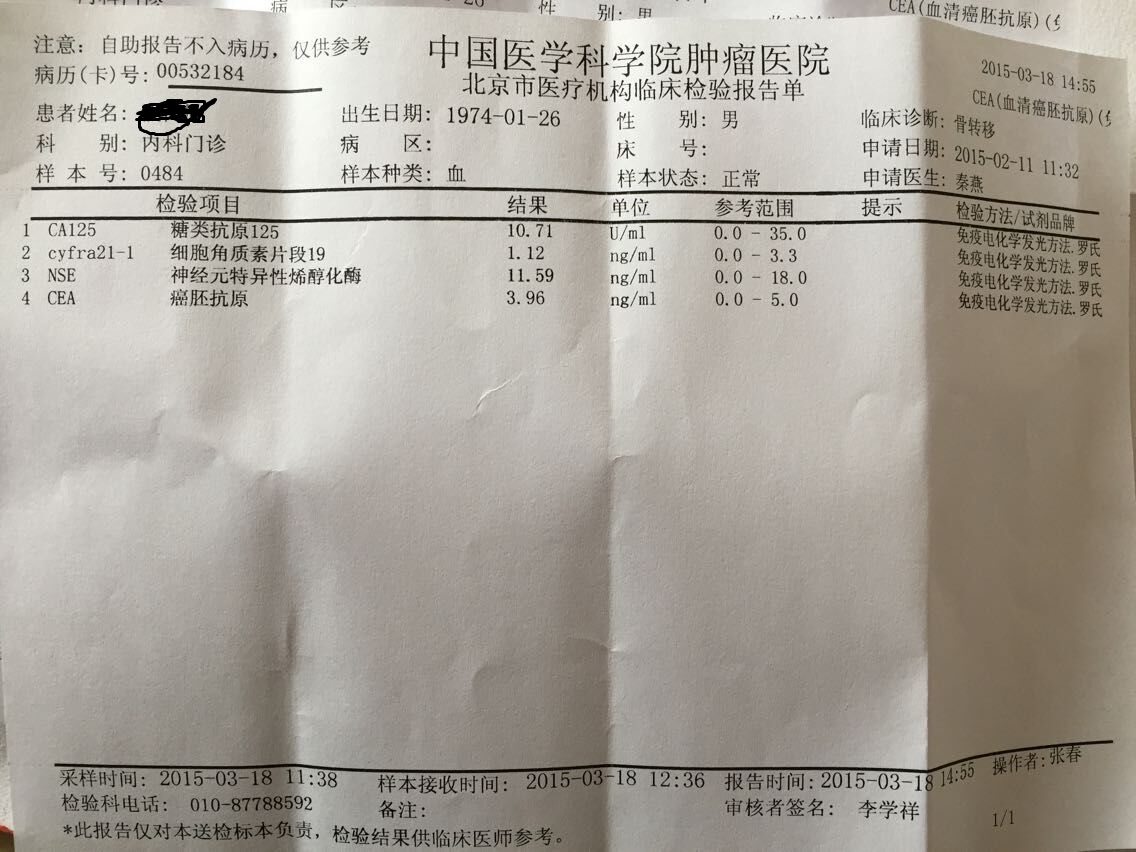 CEA(血清癌胚抗原)
注意: 自助报告不入病历, 仅供参考
中国医学科学院肿瘤医院
2015-03-18 14:55
病历(卡)号: 00532184
北京市医疗机构临床检验报告单
CEA(血清癌胚抗原)
患者姓名:
出生日期: 1974-01-26
性 别: 男
临床诊断: 骨转移
科 别: 内科门诊
病 区:
床 号:
申请日期: 2015-02-11 11:32
样 本 号: 0484
样本种类: 血
样本状态: 正常
申请医生: 秦燕
检验项目 结果 单位 参考范围 提示 检验方法/试剂品牌
1 CA125 糖类抗原125 10.71 U/ml 0.0 - 35.0 免疫电化学发光方法.罗氏
2 cyfra21-1 细胞角质素片段19 1.12 ng/ml 0.0 - 3.3 免疫电化学发光方法.罗氏
3 NSE 神经元特异性烯醇化酶 11.59 ng/ml 0.0 - 18.0 免疫电化学发光方法.罗氏
4 CEA 癌胚抗原 3.96 ng/ml 0.0 - 5.0 免疫电化学发光方法.罗氏
采样时间: 2015-03-18 11:38 样本接收时间: 2015-03-18 12:36 报告时间: 2015-03-18 14:55 操作者: 张春
检验科电话: 010-87788592 备注: 审核者签名: 李学祥
*此报告仅对本送检标本负责, 检验结果供临床医师参考。 1/1